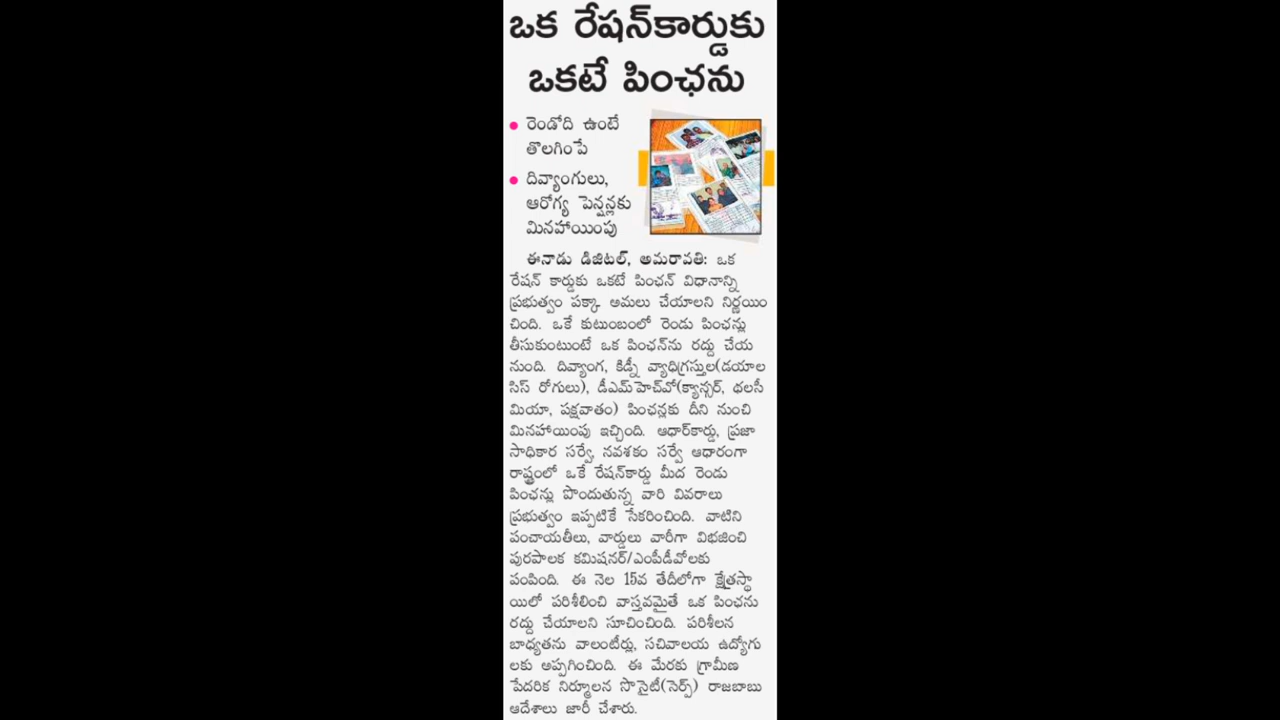 ఒక రేషన్‌కార్డుకు
ఒకటే పింఛను
• రెండోది ఉంటే
తొలగింపే
• దివ్యాంగులు,
ఆరోగ్య పెన్షన్లకు
మినహాయింపు
ఈనాడు డిజిటల్, అమరావతి: ఒక
రేషన్ కార్డుకు ఒకటే పింఛన్ విధానాన్ని
ప్రభుత్వం పక్కా అమలు చేయాలని నిర్ణయిం
చింది. ఒకే కుటుంబంలో రెండు పింఛన్లు
తీసుకుంటుంటే ఒక పింఛన్‌ను రద్దు చేయ
నుంది. దివ్యాంగ, కిడ్నీ వ్యాధిగ్రస్తుల(డయాల
సిస్ రోగులు), డీఎమ్‌హెచ్‌వో(క్యాన్సర్, థలసీ
మియా, పక్షవాతం) పింఛన్లకు దీని నుంచి
మినహాయింపు ఇచ్చింది. ఆధార్‌కార్డు, ప్రజా
సాధికార సర్వే, నవశకం సర్వే ఆధారంగా
రాష్ట్రంలో ఒకే రేషన్‌కార్డు మీద రెండు
పింఛన్లు పొందుతున్న వారి వివరాలు
ప్రభుత్వం ఇప్పటికే సేకరించింది. వాటిని
పంచాయతీలు, వార్డులు వారీగా విభజించి
పురపాలక కమిషనర్/ఎంపీడీవోలకు
పంపింది. ఈ నెల 15వ తేదీలోగా క్షేత్రస్థా
యిలో పరిశీలించి వాస్తవమైతే ఒక పింఛను
రద్దు చేయాలని సూచించింది. పరిశీలన
బాధ్యతను వాలంటీర్లు, సచివాలయ ఉద్యోగు
లకు అప్పగించింది. ఈ మేరకు గ్రామీణ
పేదరిక నిర్మూలన సొసైటీ(సెర్ప్) రాజబాబు
ఆదేశాలు జారీ చేశారు.